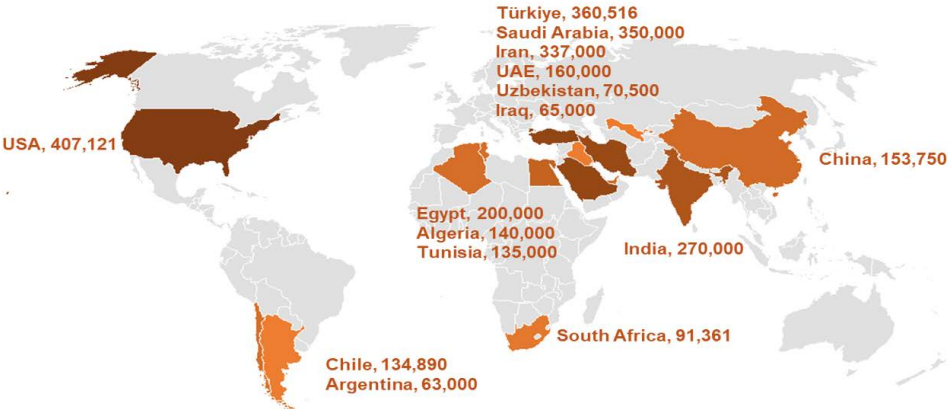 Türkiye, 360,516
Saudi Arabia, 350,000
Iran, 337,000
UAE, 160,000
Uzbekistan, 70,500
Iraq, 65,000
USA, 407,121
China, 153,750
Egypt, 200,000
Algeria, 140,000
Tunisia, 135,000
India, 270,000
South Africa, 91,361
Chile, 134,890
Argentina, 63,000